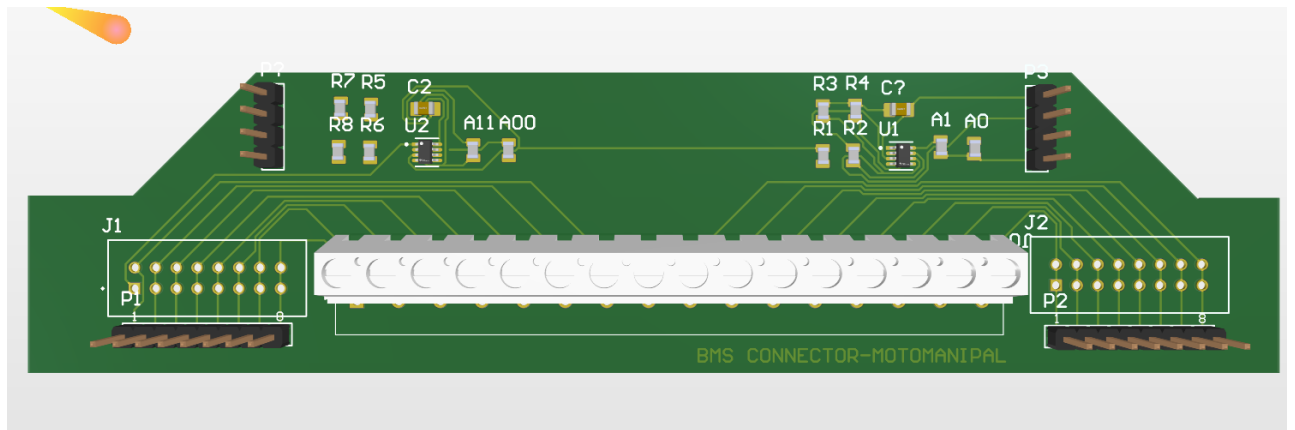 P?
R7 R5 C2
R3 R4 C?
P3
R8 R6 U2 A11 A00
R1 R2 U1 A1 A0
J1
J2
P1
P2
1 8
1 8
BMS CONNECTOR-MOTOMANIPAL